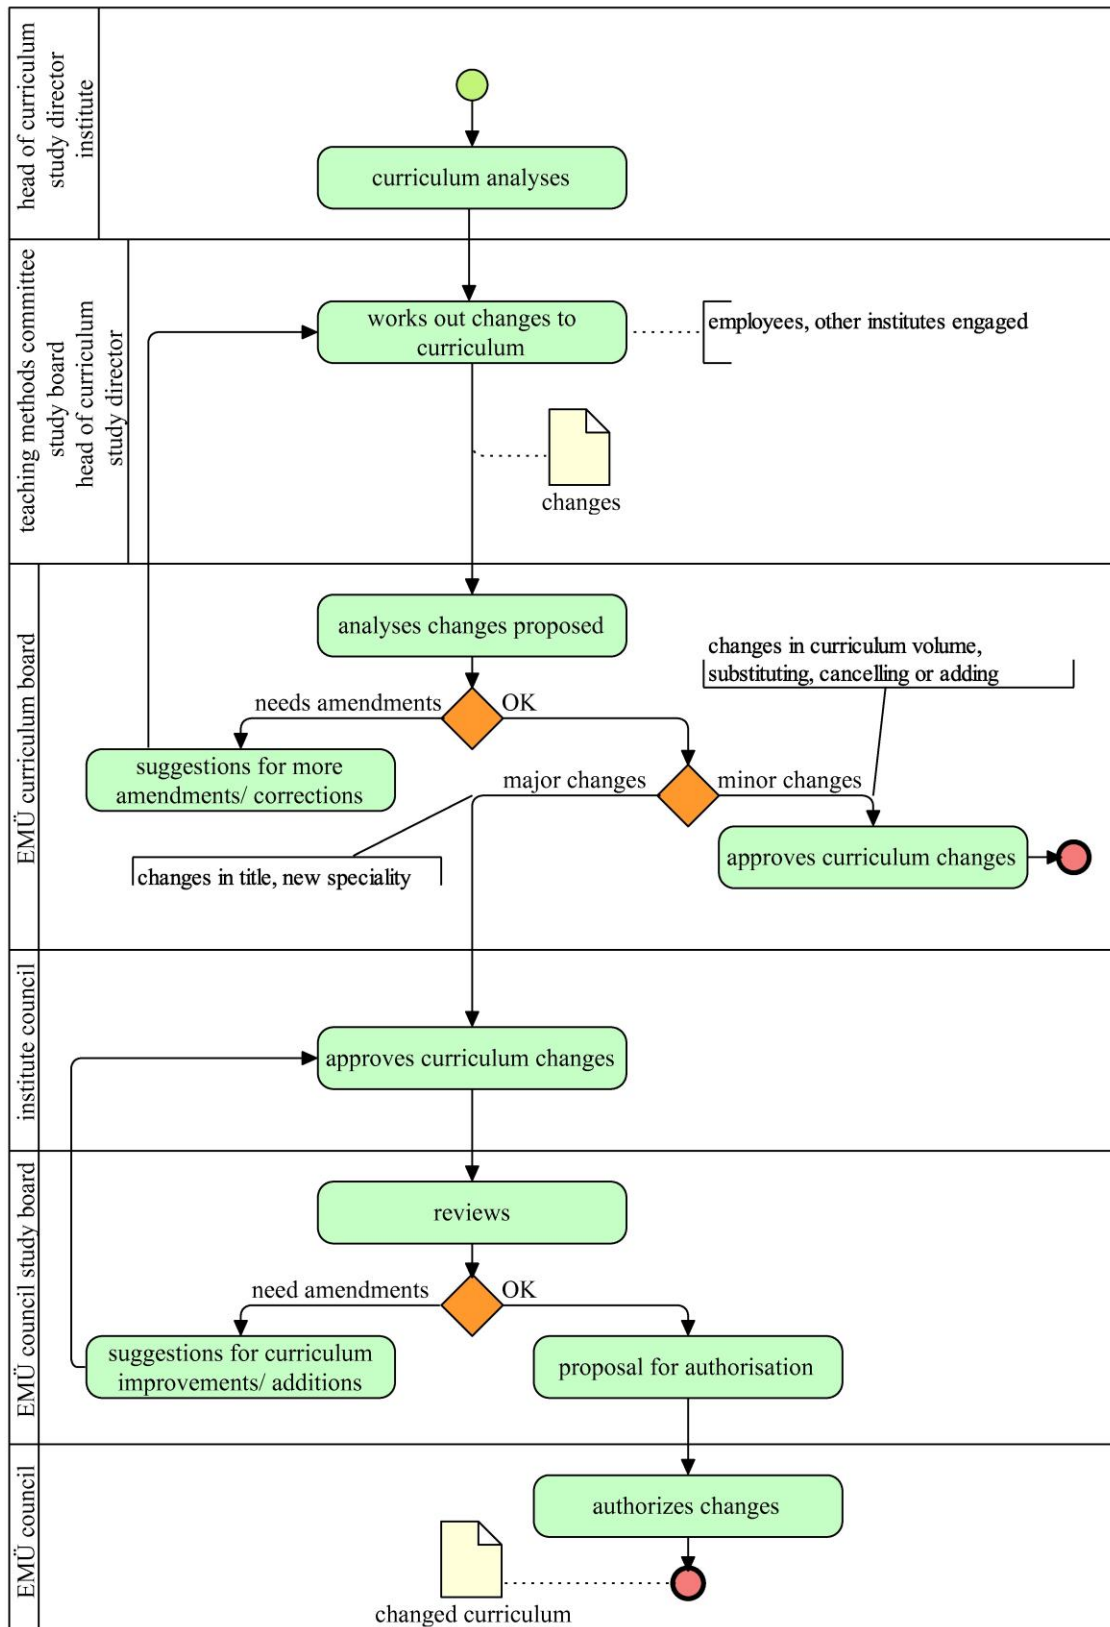 head of curriculum
study director
institute
curriculum analyses
teaching methods committee
study board
head of curriculum
study director
works out changes to
curriculum
employees, other institutes engaged
changes
EMÜ curriculum board
analyses changes proposed
changes in curriculum volume,
substituting, cancelling or adding
needs amendments
OK
suggestions for more
amendments/ corrections
major changes
minor changes
approves curriculum changes
changes in title, new speciality
institute council
approves curriculum changes
EMÜ council study board
reviews
need amendments
OK
suggestions for curriculum
improvements/ additions
proposal for authorisation
EMÜ council
authorizes changes
changed curriculum